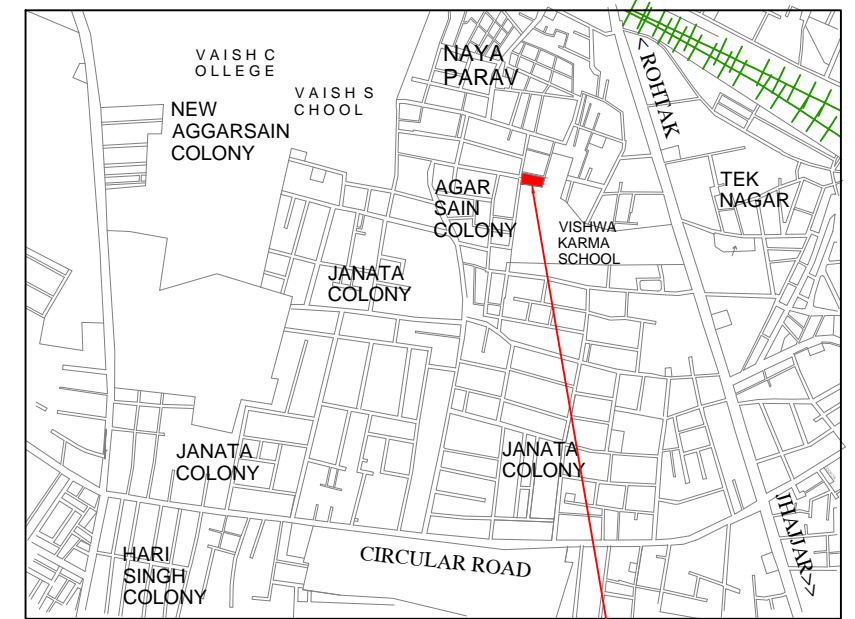 VAISH C
OLLEGE
VAISH S
CHOOL
NEW
AGGARSAIN
COLONY
NAYA
PARAV
< ROHTAK
TEK
NAGAR
AGAR
SAIN
COLONY
VISHWA
KARMA
SCHOOL
JANATA
COLONY
JANATA
COLONY
JANATA
COLONY
HARI
SINGH
COLONY
CIRCULAR ROAD
JHAJJAR>>